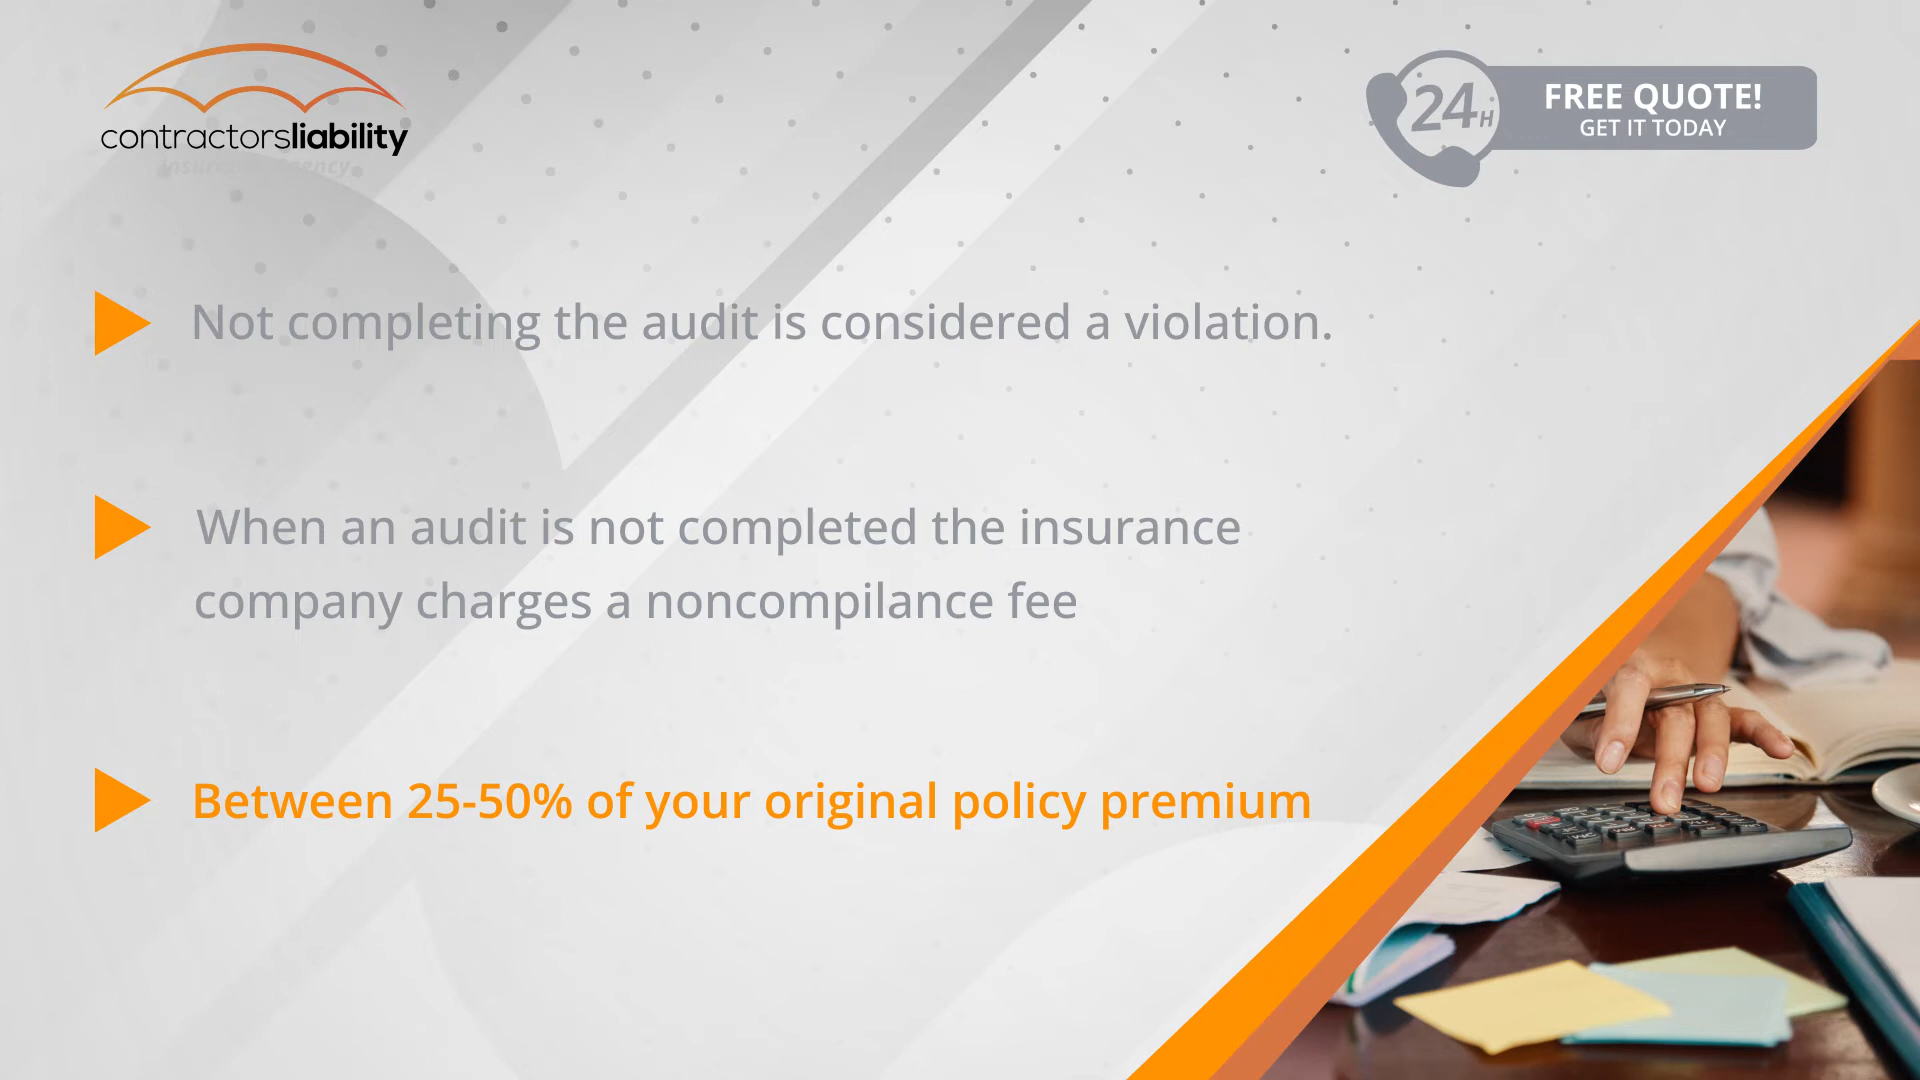 contractorsliability
24H
FREE QUOTE!
GET IT TODAY
Not completing the audit is considered a violation.
When an audit is not completed the insurance
company charges a noncompilance fee
Between 25-50% of your original policy premium